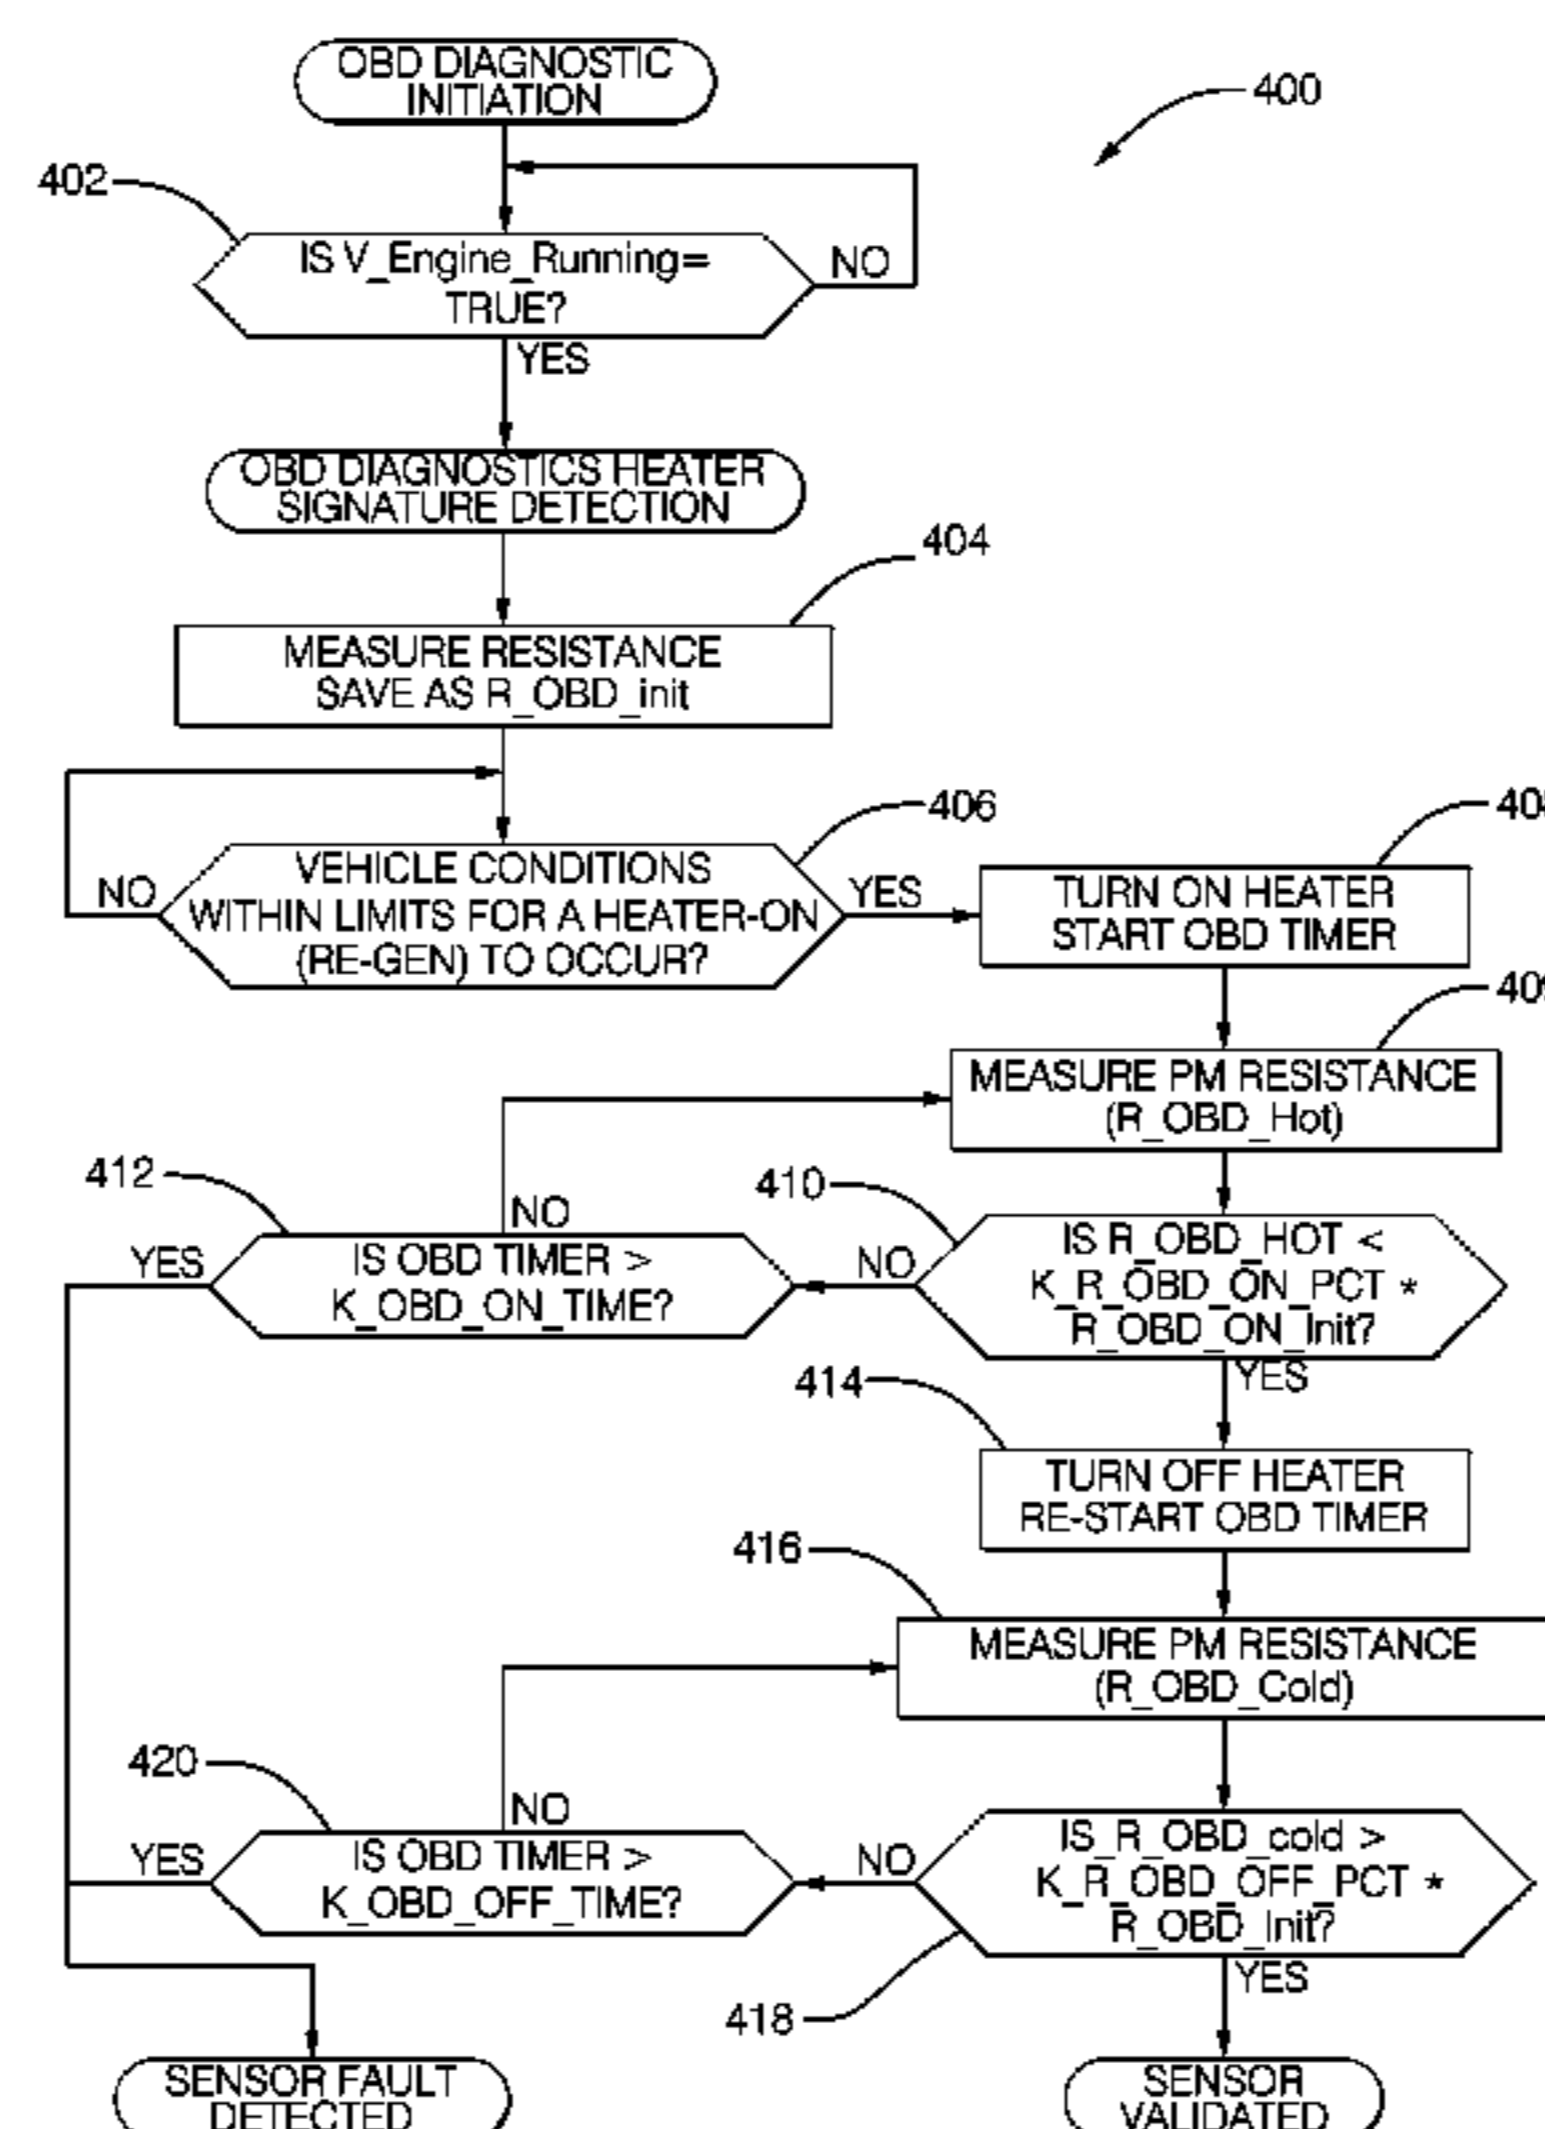 OBD DIAGNOSTIC
INITIATION
400
402
IS V_Engine_Running=
TRUE?
NO
YES
OBD DIAGNOSTICS HEATER
SIGNATURE DETECTION
404
MEASURE RESISTANCE
SAVE AS R_OBD_init
406
VEHICLE CONDITIONS
WITHIN LIMITS FOR A HEATER-ON
(RE-GEN) TO OCCUR?
NO
YES
TURN ON HEATER
START OBD TIMER
MEASURE PM RESISTANCE
(R_OBD_Hot)
412
NO
410
YES
IS OBD TIMER >
K_OBD_ON_TIME?
NO
IS R_OBD_HOT <
K_R_OBD_ON_PCT *
R_OBD_ON_Init?
YES
414
TURN OFF HEATER
RE-START OBD TIMER
416
MEASURE PM RESISTANCE
(R_OBD_Cold)
420
NO
YES
IS OBD TIMER >
K_OBD_OFF_TIME?
NO
IS_R_OBD_cold >
K_R_OBD_OFF_PCT *
R_OBD_Init?
YES
418
SENSOR FAULT
DETECTED
SENSOR
VALIDATED